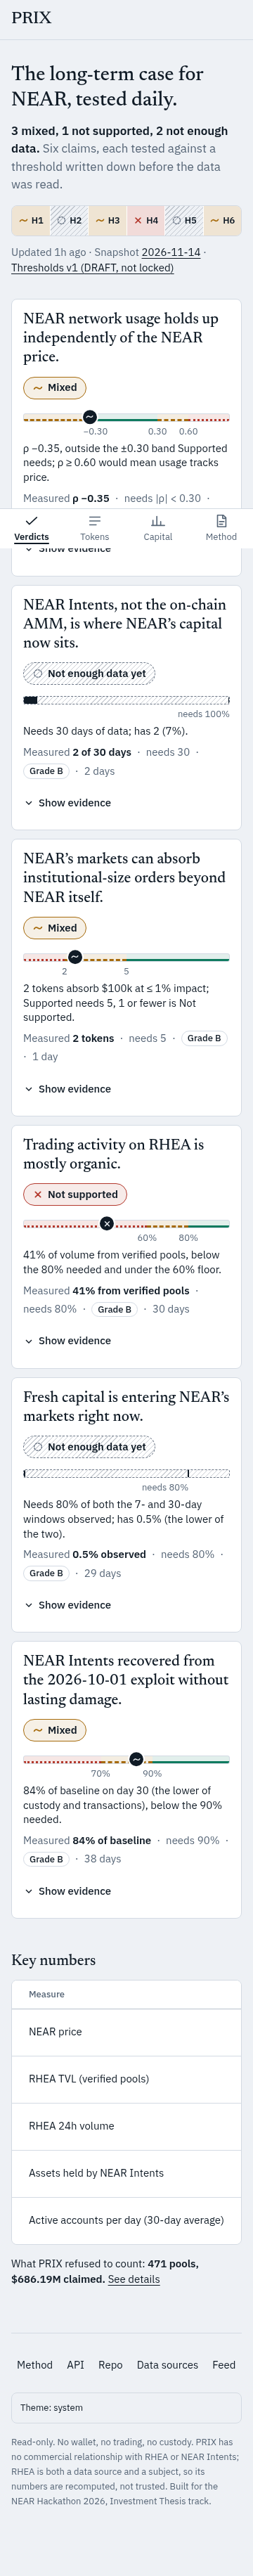 PRIX
The long-term case for
NEAR, tested daily.
3 mixed, 1 not supported, 2 not enough
data. Six claims, each tested against a
threshold written down before the data
was read.
H1 H2 H3 H4 H5 H6
Updated 1h ago · Snapshot 2026-11-14 ·
Thresholds v1 (DRAFT, not locked)
NEAR network usage holds up
independently of the NEAR
price.
Mixed
−0.30 0.30 0.60
ρ −0.35, outside the ±0.30 band Supported
needs; ρ ≥ 0.60 would mean usage tracks
price.
Measured ρ −0.35 · needs |ρ| < 0.30 ·
Verdicts Tokens Capital Method
Show evidence
NEAR Intents, not the on-chain
AMM, is where NEAR’s capital
now sits.
Not enough data yet
needs 100%
Needs 30 days of data; has 2 (7%).
Measured 2 of 30 days · needs 30 ·
Grade B · 2 days
Show evidence
NEAR’s markets can absorb
institutional-size orders beyond
NEAR itself.
Mixed
2 5
2 tokens absorb $100k at ≤ 1% impact;
Supported needs 5, 1 or fewer is Not
supported.
Measured 2 tokens · needs 5 · Grade B
· 1 day
Show evidence
Trading activity on RHEA is
mostly organic.
Not supported
60% 80%
41% of volume from verified pools, below
the 80% needed and under the 60% floor.
Measured 41% from verified pools ·
needs 80% · Grade B · 30 days
Show evidence
Fresh capital is entering NEAR’s
markets right now.
Not enough data yet
needs 80%
Needs 80% of both the 7- and 30-day
windows observed; has 0.5% (the lower of
the two).
Measured 0.5% observed · needs 80% ·
Grade B · 29 days
Show evidence
NEAR Intents recovered from
the 2026-10-01 exploit without
lasting damage.
Mixed
70% 90%
84% of baseline on day 30 (the lower of
custody and transactions), below the 90%
needed.
Measured 84% of baseline · needs 90% ·
Grade B · 38 days
Show evidence
Key numbers
Measure
NEAR price
RHEA TVL (verified pools)
RHEA 24h volume
Assets held by NEAR Intents
Active accounts per day (30-day average)
What PRIX refused to count: 471 pools,
$686.19M claimed. See details
Method API Repo Data sources Feed
Theme: system
Read-only. No wallet, no trading, no custody. PRIX has
no commercial relationship with RHEA or NEAR Intents;
RHEA is both a data source and a subject, so its
numbers are recomputed, not trusted. Built for the
NEAR Hackathon 2026, Investment Thesis track.